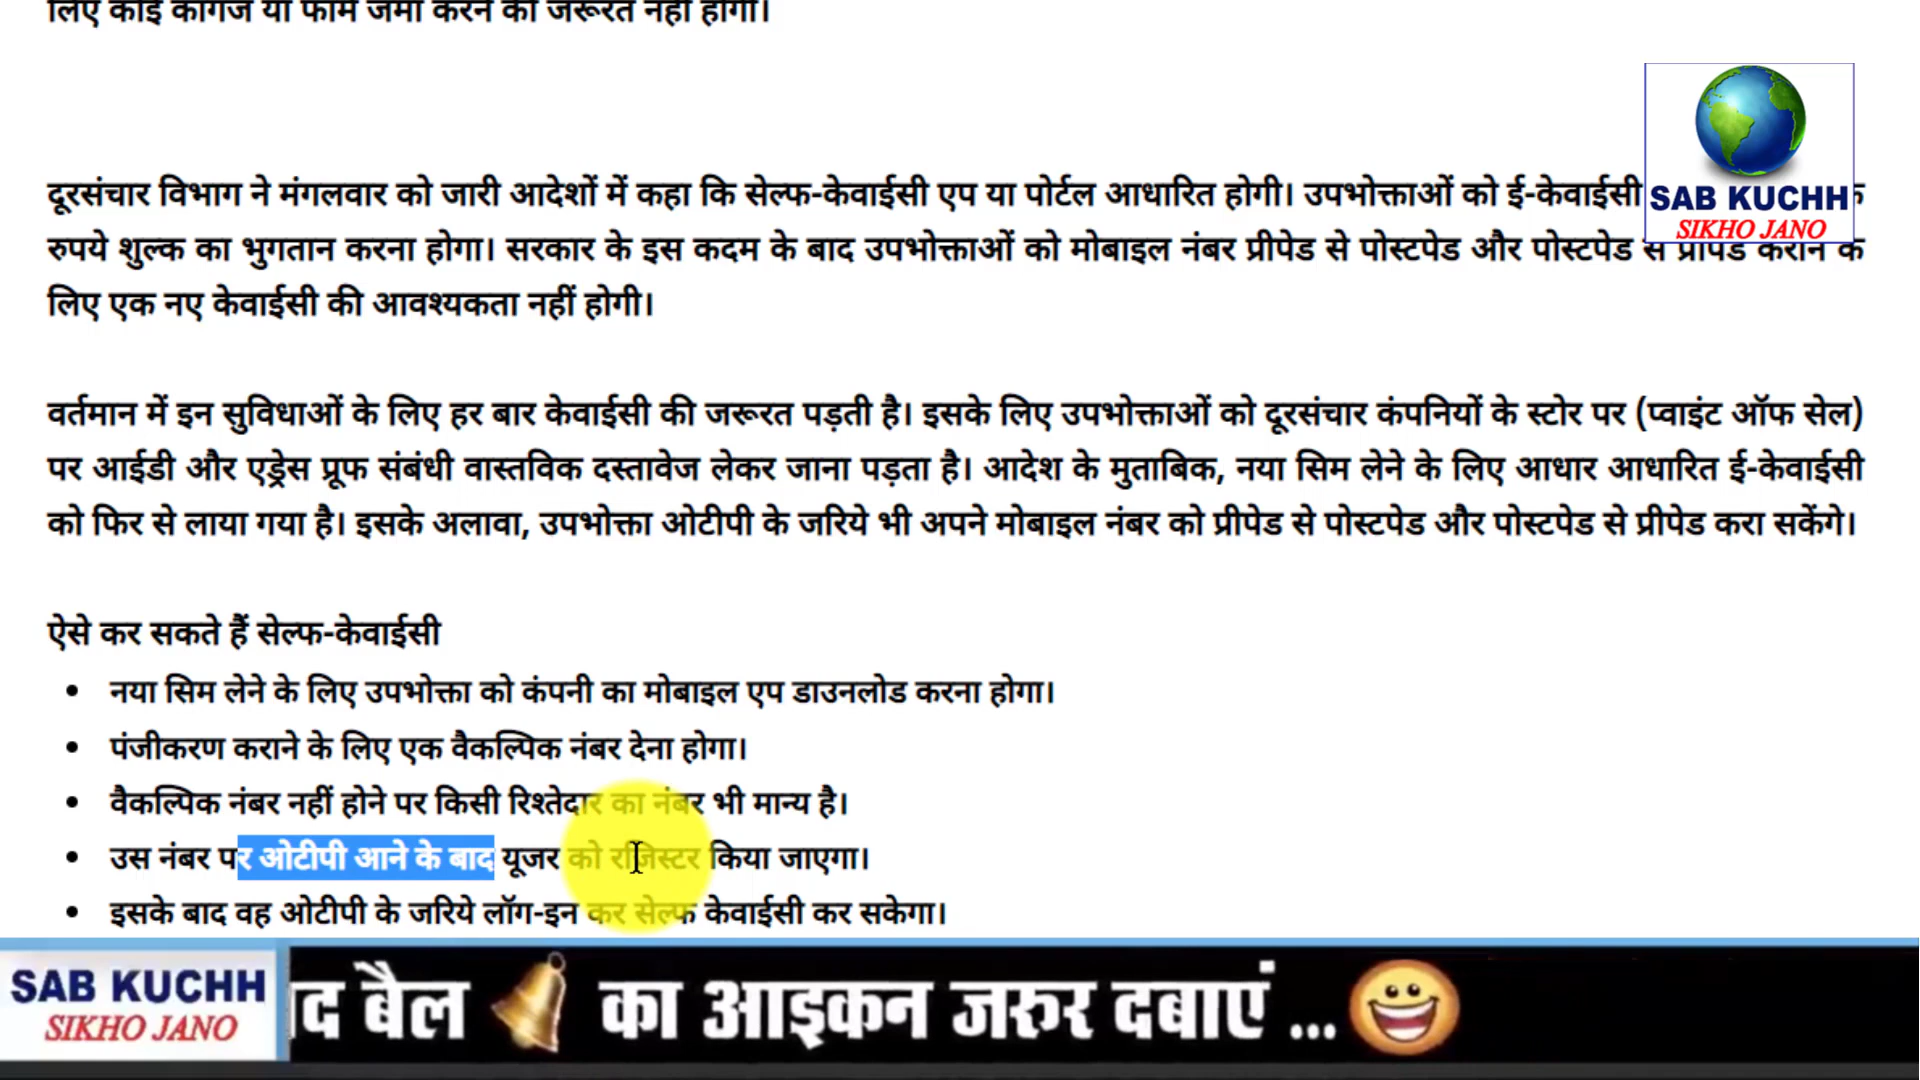 लिए कोई कागज या फॉर्म जमा करने की जरूरत नहीं होगी।
SAB KUCHH
SIKHO JANO
दूरसंचार विभाग ने मंगलवार को जारी आदेशों में कहा कि सेल्फ-केवाईसी एप या पोर्टल आधारित होगी। उपभोक्ताओं को ई-केवाईसी
रुपये शुल्क का भुगतान करना होगा। सरकार के इस कदम के बाद उपभोक्ताओं को मोबाइल नंबर प्रीपेड से पोस्टपेड और पोस्टपेड से प्रीपेड कराने के
लिए एक नए केवाईसी की आवश्यकता नहीं होगी।
वर्तमान में इन सुविधाओं के लिए हर बार केवाईसी की जरूरत पड़ती है। इसके लिए उपभोक्ताओं को दूरसंचार कंपनियों के स्टोर पर (प्वाइंट ऑफ सेल)
पर आईडी और एड्रेस प्रूफ संबंधी वास्तविक दस्तावेज लेकर जाना पड़ता है। आदेश के मुताबिक, नया सिम लेने के लिए आधार आधारित ई-केवाईसी
को फिर से लाया गया है। इसके अलावा, उपभोक्ता ओटीपी के जरिये भी अपने मोबाइल नंबर को प्रीपेड से पोस्टपेड और पोस्टपेड से प्रीपेड करा सकेंगे।
ऐसे कर सकते हैं सेल्फ-केवाईसी
• नया सिम लेने के लिए उपभोक्ता को कंपनी का मोबाइल एप डाउनलोड करना होगा।
• पंजीकरण कराने के लिए एक वैकल्पिक नंबर देना होगा।
• वैकल्पिक नंबर नहीं होने पर किसी रिश्तेदार का नंबर भी मान्य है।
• उस नंबर पर ओटीपी आने के बाद यूजर को रजिस्टर किया जाएगा।
• इसके बाद वह ओटीपी के जरिये लॉग-इन कर सेल्फ केवाईसी कर सकेगा।
SAB KUCHH
SIKHO JANO
बैल का आइकन जरुर दबाएं ...